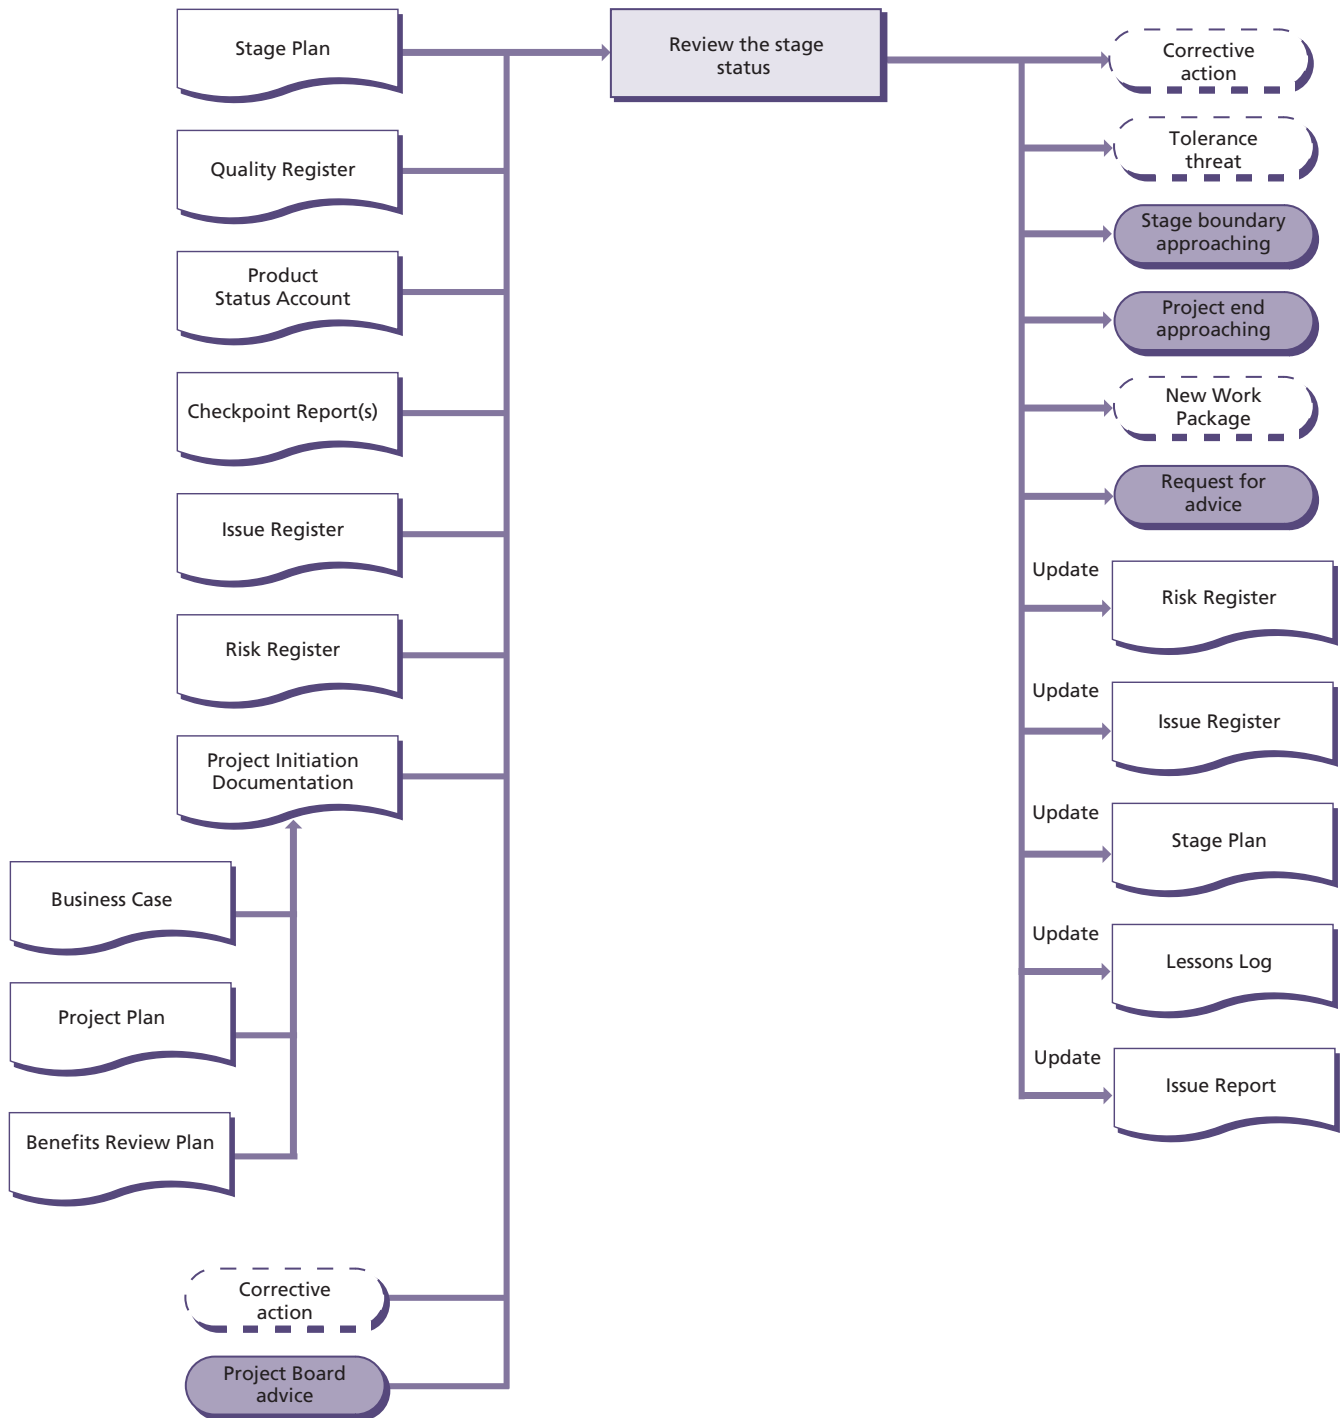 Stage Plan
Quality Register
Product
Status Account
Checkpoint Report(s)
Issue Register
Risk Register
Project Initiation
Documentation
Business Case
Project Plan
Benefits Review Plan
Corrective
action
Project Board
advice
Review the stage
status
Corrective
action
Tolerance
threat
Stage boundary
approaching
Project end
approaching
New Work
Package
Request for
advice
Update
Risk Register
Update
Issue Register
Update
Stage Plan
Update
Lessons Log
Update
Issue Report